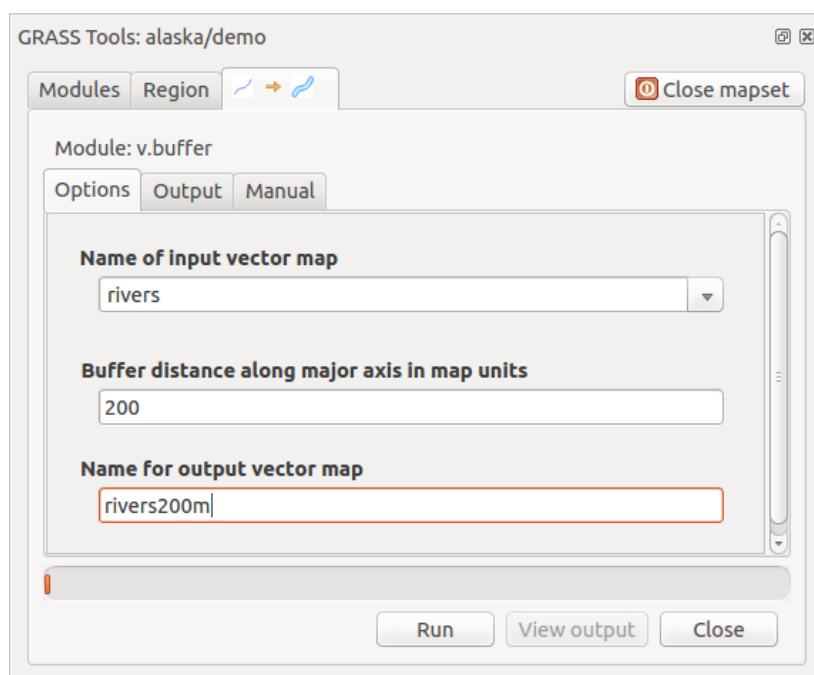 GRASS Tools: alaska/demo
Modules Region Close mapset
Module: v.buffer
Options Output Manual
Name of input vector map
rivers
Buffer distance along major axis in map units
200
Name for output vector map
rivers200m
Run View output Close